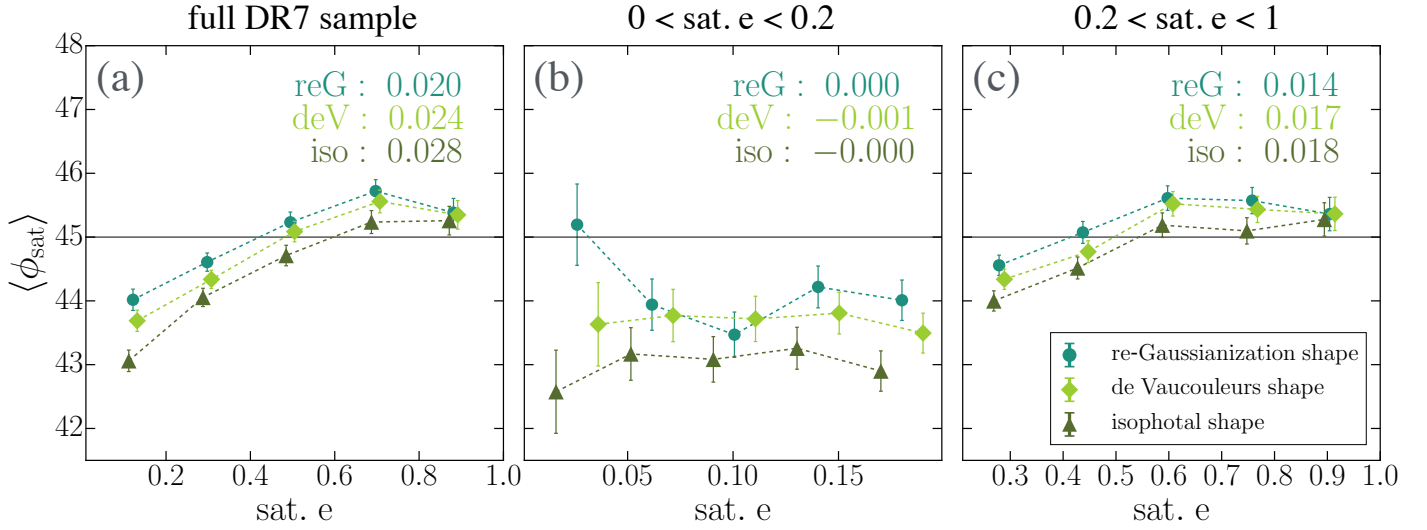 full DR7 sample
0 < sat. e < 0.2
0.2 < sat. e < 1
(a)
reG : 0.020
deV : 0.024
iso : 0.028
(b)
reG : 0.000
deV : −0.001
iso : −0.000
(c)
reG : 0.014
deV : 0.017
iso : 0.018
⟨ϕsat⟩
48
47
46
45
44
43
42
re-Gaussianization shape
de Vaucouleurs shape
isophotal shape
0.2 0.4 0.6 0.8 1.0
0.05 0.10 0.15
0.3 0.4 0.5 0.6 0.7 0.8 0.9 1.0
sat. e
sat. e
sat. e